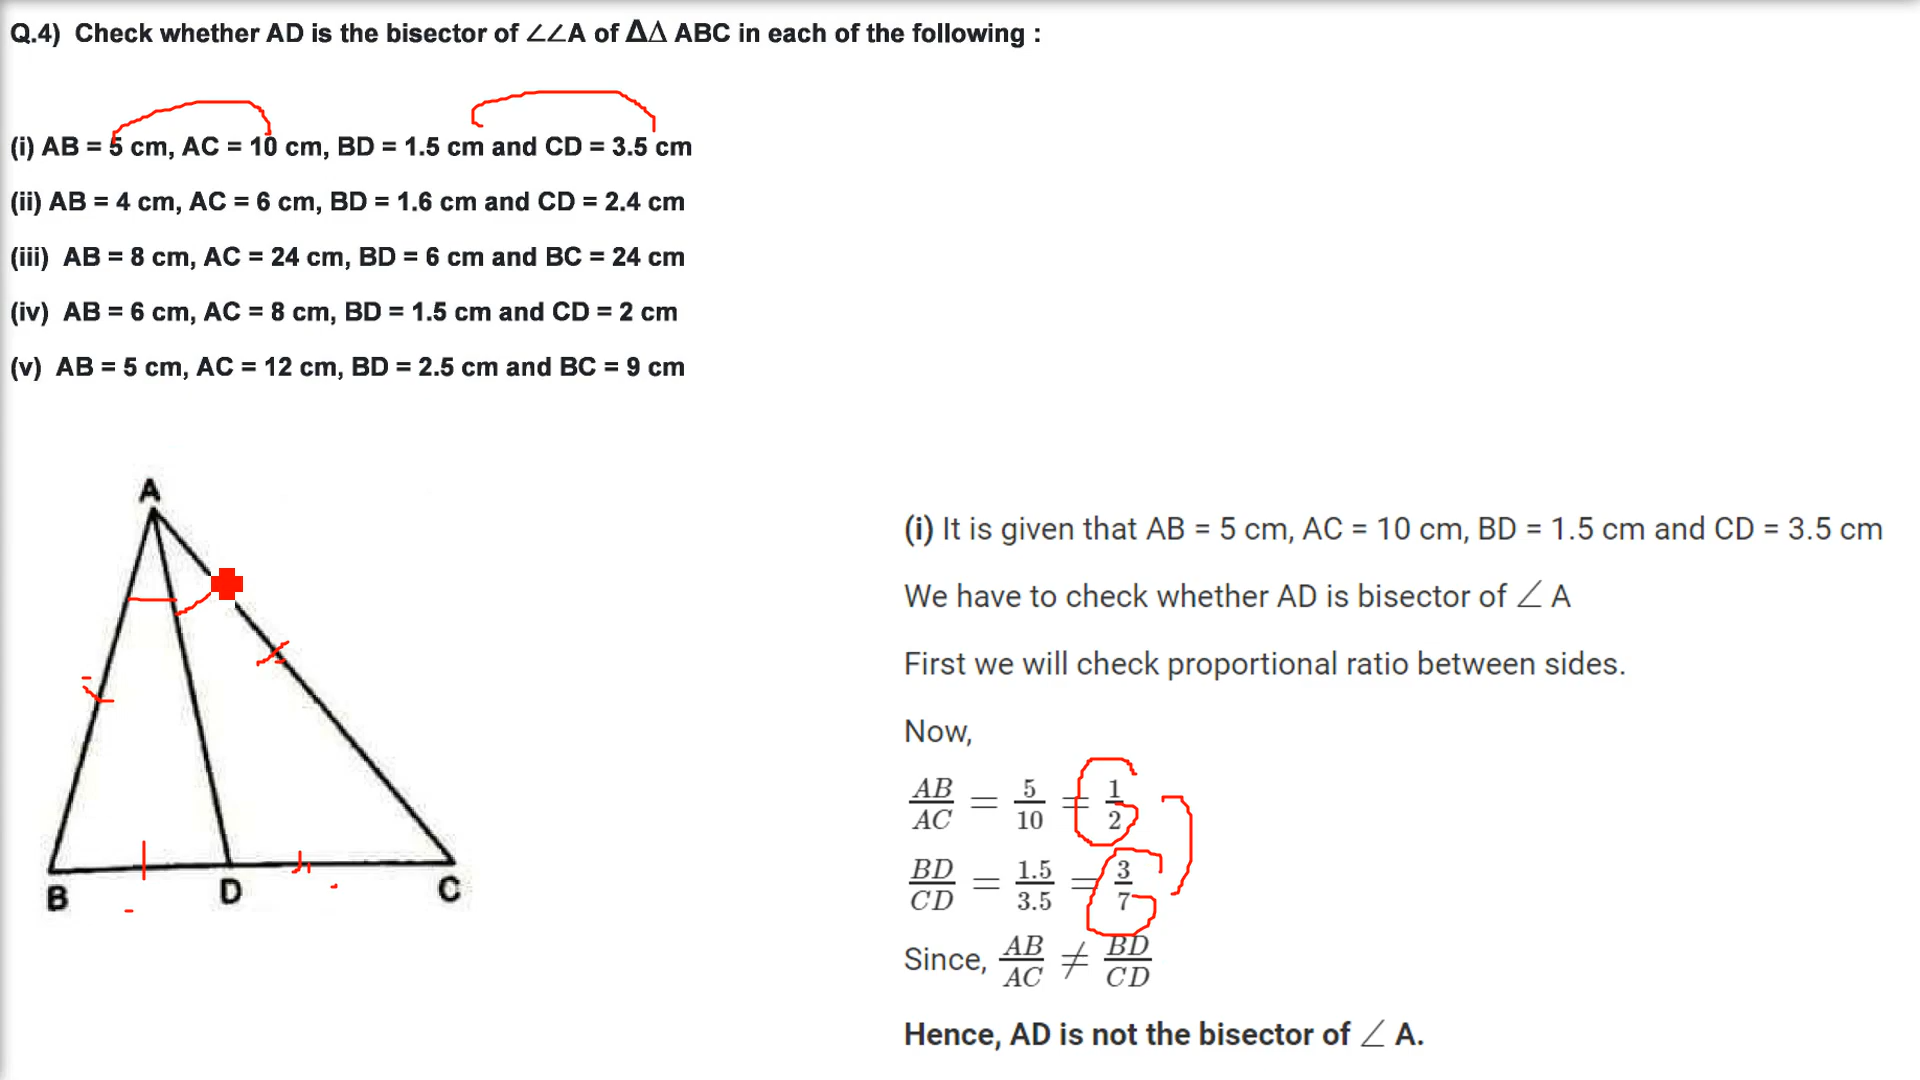 Q.4) Check whether AD is the bisector of ∠∠A of ΔΔ ABC in each of the following :
(i) AB = 5 cm, AC = 10 cm, BD = 1.5 cm and CD = 3.5 cm
(ii) AB = 4 cm, AC = 6 cm, BD = 1.6 cm and CD = 2.4 cm
(iii) AB = 8 cm, AC = 24 cm, BD = 6 cm and BC = 24 cm
(iv) AB = 6 cm, AC = 8 cm, BD = 1.5 cm and CD = 2 cm
(v) AB = 5 cm, AC = 12 cm, BD = 2.5 cm and BC = 9 cm
A
B D C
(i) It is given that AB = 5 cm, AC = 10 cm, BD = 1.5 cm and CD = 3.5 cm
We have to check whether AD is bisector of ∠ A
First we will check proportional ratio between sides.
Now,
AB/AC = 5/10 = 1/2
BD/CD = 1.5/3.5 = 3/7
Since, AB/AC ≠ BD/CD
Hence, AD is not the bisector of ∠ A.